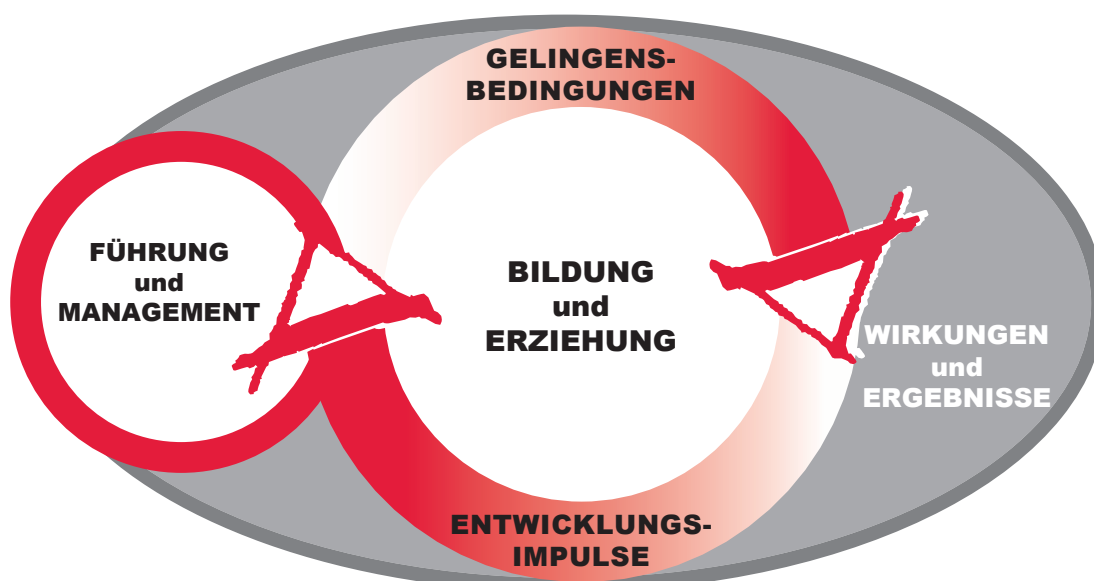 GELINGENS-
BEDINGUNGEN
FÜHRUNG
und
MANAGEMENT
BILDUNG
und
ERZIEHUNG
WIRKUNGEN
und
ERGEBNISSE
ENTWICKLUNGS-
IMPULSE